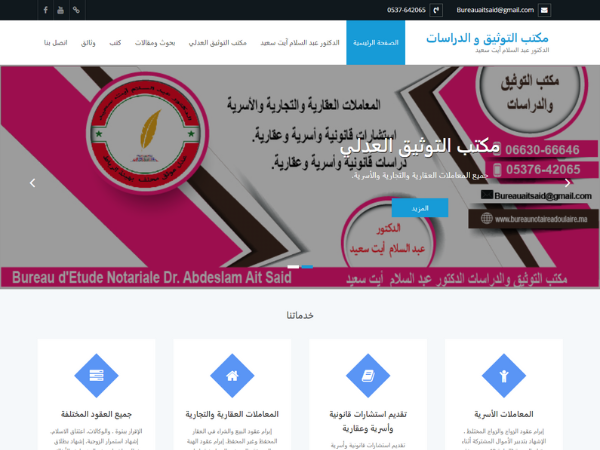 Bureauaitsaid@gmail.com
0537-642065
مكتب التوثيق و الدراسات
الدكتور عبد السلام أيت سعيد
الصفحة الرئيسية
الدكتور عبد السلام أيت سعيد
مكتب التوثيق العدلي
بحوث ومقالات
كتب
وثائق
اتصل بنا
مكتب التوثيق
والدراسات
المعاملات العقارية والتجارية والأسرية
استشارات قانونية وأسرية وعقارية.
دراسات قانونية وأسرية وعقارية.
مكتب التوثيق العدلي
جميع المعاملات العقارية والتجارية والأسرية.
المزيد
06630-66646
05376-42065
Bureauaitsaid@gmail.com
www.bureaunotaireadoulaire.ma
الدكتور
عبد السلام أيت سعيد
Bureau d'Etude Notariale Dr. Abdeslam Ait Said
مكتب التوثيق والدراسات الدكتور عبد السلام أيت سعيد
خدماتنا
المعاملات الأسرية
إبرام عقود الزواج والزواج المختلط ,
الإشهاد بتدبير الأموال المشتركة أثناء
تقديم استشارات قانونية
وأسرية وعقارية
تقديم استشارات قانونية وأسرية
المعاملات العقارية والتجارية
إبرام عقود البيع والشراء في العقار
المحفظ وغير المحفظ, إبرام عقود الهبة
جميع العقود المختلفة
الإقرار ببنوة , والوكالات, اعتناق الاسلام
إشهاد استمرار الزوجية, إشهاد بطلاق